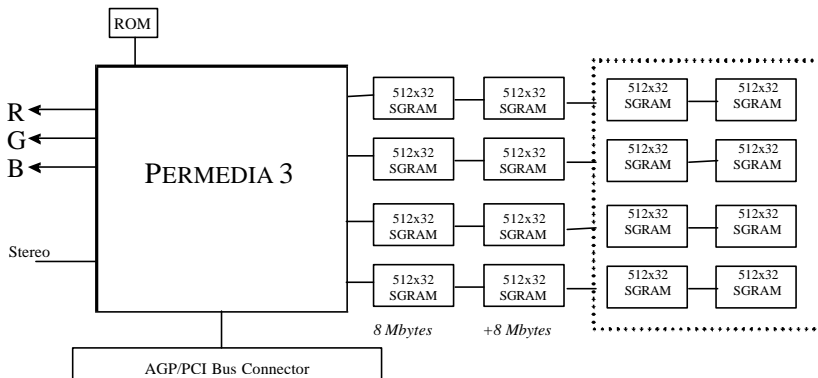 ROM
R
G
B
PERMEDIA 3
Stereo
512x32
SGRAM
512x32
SGRAM
512x32
SGRAM
512x32
SGRAM
512x32
SGRAM
512x32
SGRAM
512x32
SGRAM
512x32
SGRAM
512x32
SGRAM
512x32
SGRAM
512x32
SGRAM
512x32
SGRAM
512x32
SGRAM
512x32
SGRAM
512x32
SGRAM
512x32
SGRAM
8 Mbytes
+8 Mbytes
AGP/PCI Bus Connector